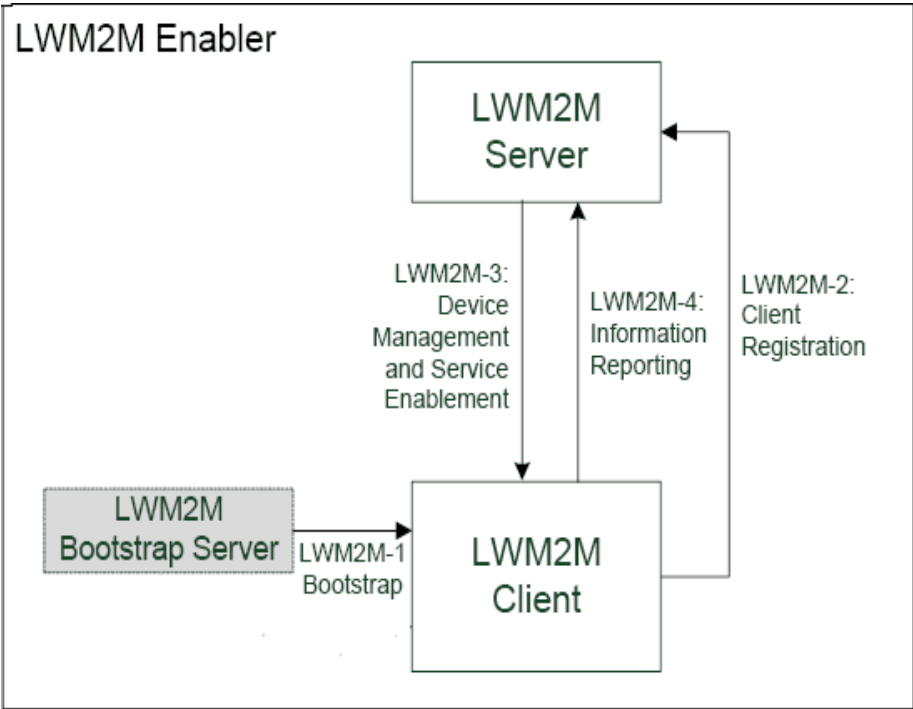 LWM2M Enabler
LWM2M
Server
LWM2M-3:
Device
Management
and Service
Enablement
LWM2M-4:
Information
Reporting
LWM2M-2:
Client
Registration
LWM2M
Bootstrap Server
LWM2M-1
Bootstrap
LWM2M
Client